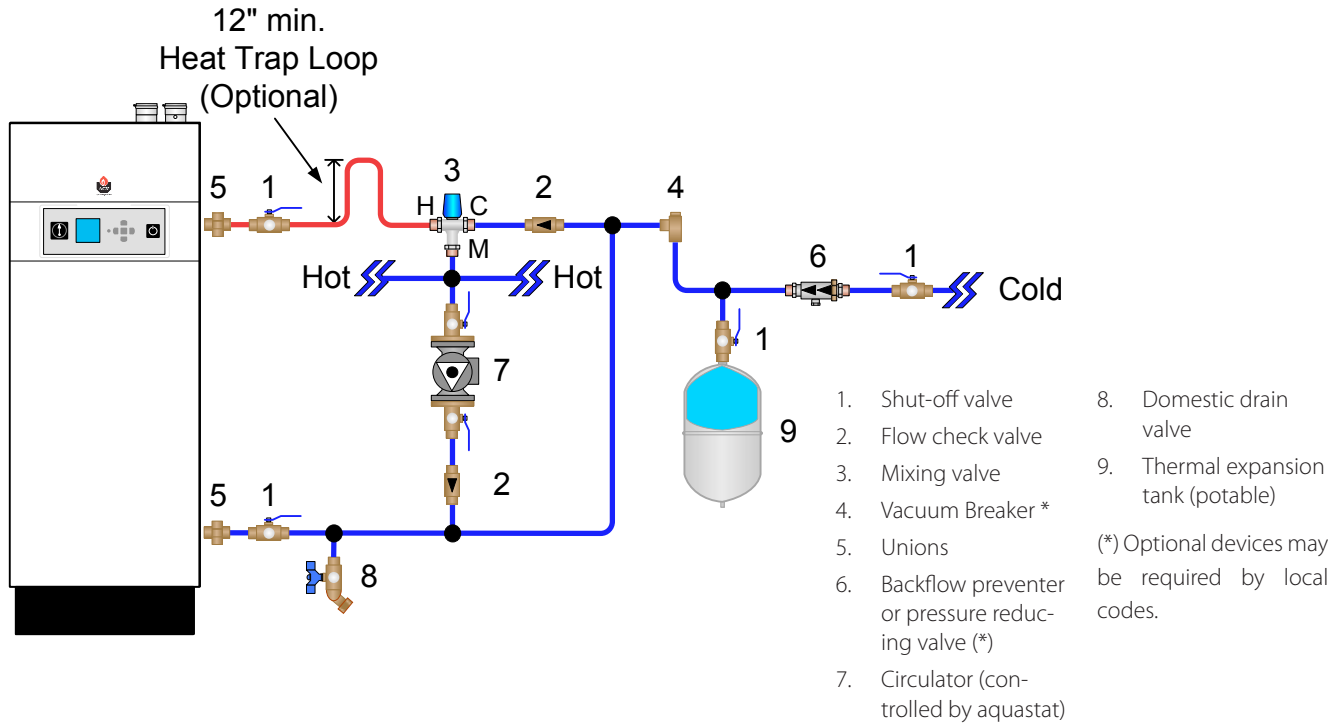 12" min.
Heat Trap Loop
(Optional)
5
1
3
2
4
H
C
M
Hot
Hot
6
1
Cold
7
1
9
2
5
1
8
1. Shut-off valve
2. Flow check valve
3. Mixing valve
4. Vacuum Breaker *
5. Unions
6. Backflow preventer
or pressure reduc-
ing valve (*)
7. Circulator (con-
trolled by aquastat)
8. Domestic drain
valve
9. Thermal expansion
tank (potable)
(*) Optional devices may
be required by local
codes.